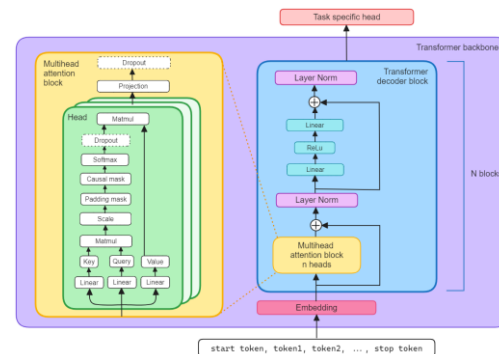 Task specific head
Transformer backbone
Multihead
attention
block
Dropout
Projection
Head
Matmul
Dropout
Softmax
Causal mask
Padding mask
Scale
Matmul
Key
Query
Value
Linear
Linear
Linear
Transformer
decoder block
Layer Norm
Linear
ReLu
Linear
Layer Norm
Multihead
attention block
n heads
N block
Embedding
start token, token1, token2, ..., stop token